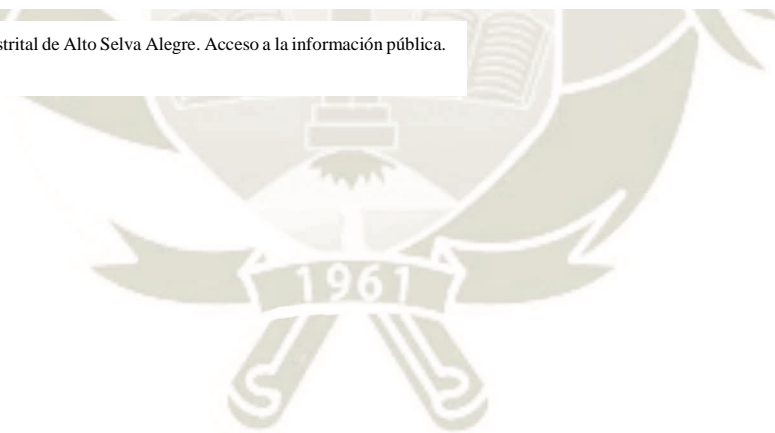 strital de Alto Selva Alegre. Acceso a la información pública.
1961